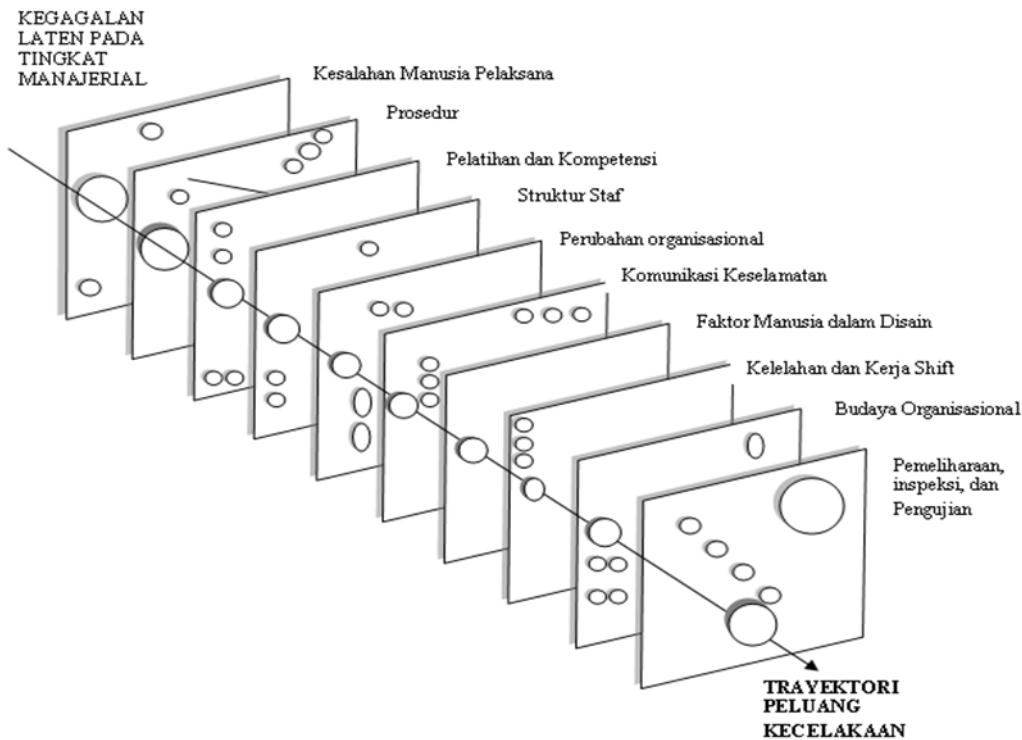 KEGAGALAN
LATEN PADA
TINGKAT
MANAJERIAL
Kesalahan Manusia Pelaksana
Prosedur
Pelatihan dan Kompetensi
Struktur Staf
Perubahan organisasional
Komunikasi Keselamatan
Faktor Manusia dalam Disain
Kelelahan dan Kerja Shift
Budaya Organisasional
Pemeliharaan,
inspeksi, dan
Pengujian
TRAYEKTORI
PELUANG
KECELAKAAN